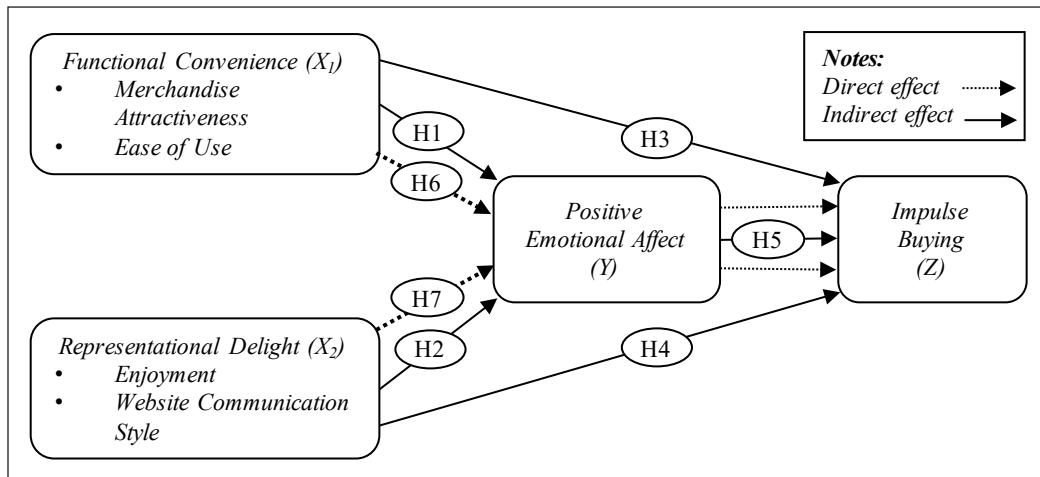 Functional Convenience (X1)
• Merchandise
Attractiveness
• Ease of Use
Notes:
Direct effect
Indirect effect
H1
H3
H6
Positive
Emotional Affect
(Y)
H5
Impulse
Buying
(Z)
H7
H2
H4
Representational Delight (X2)
• Enjoyment
• Website Communication
Style